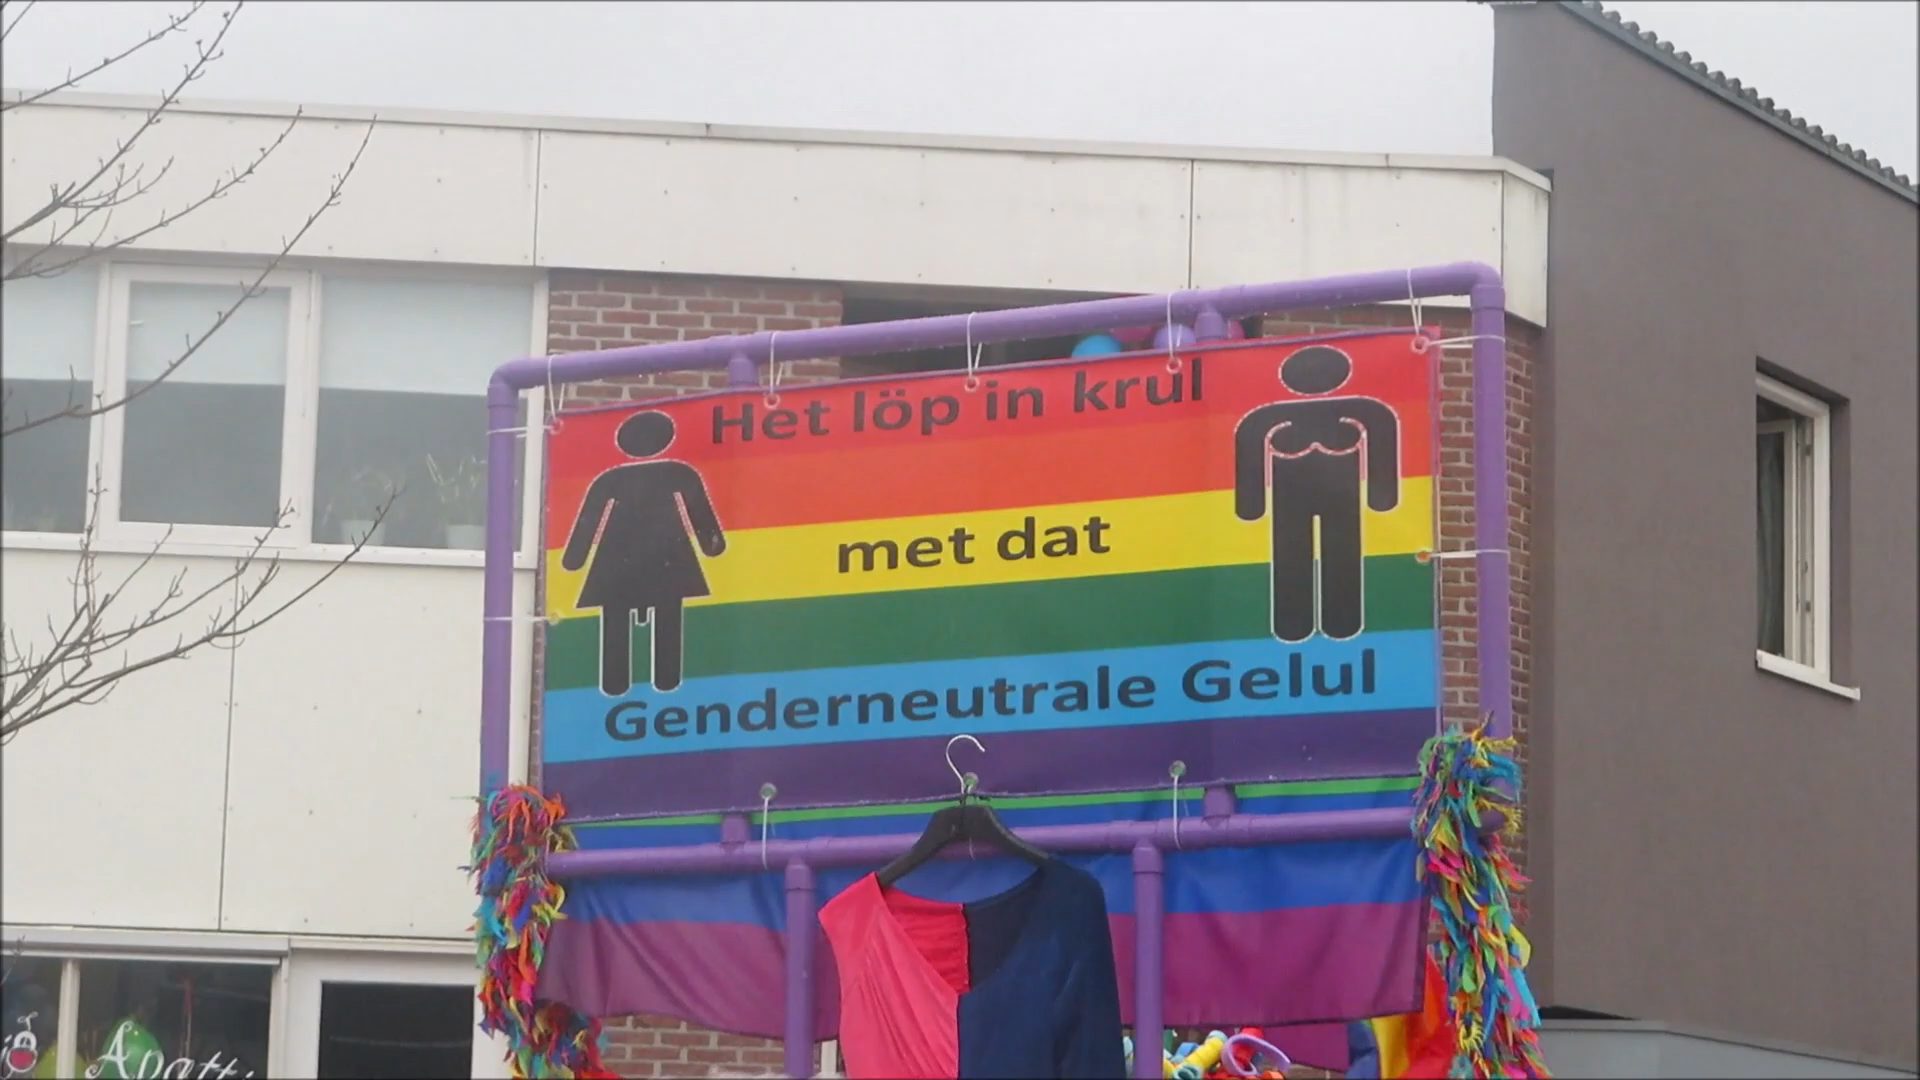 Het löp in krul
met dat
Genderneutrale Gelul